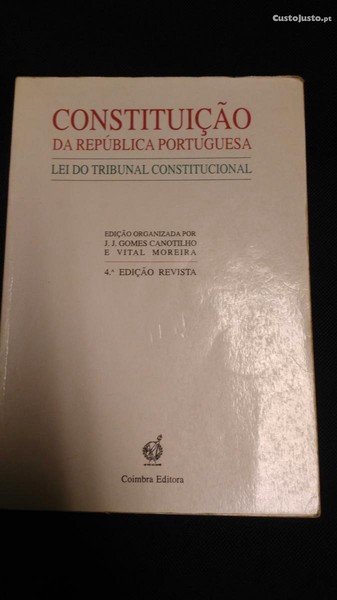 CustoJusto.pt
CONSTITUIÇÃO
DA REPÚBLICA PORTUGUESA
LEI DO TRIBUNAL CONSTITUCIONAL
EDIÇÃO ORGANIZADA POR
J. J. GOMES CANOTILHO
E VITAL MOREIRA
4.ª EDIÇÃO REVISTA
Coimbra Editora